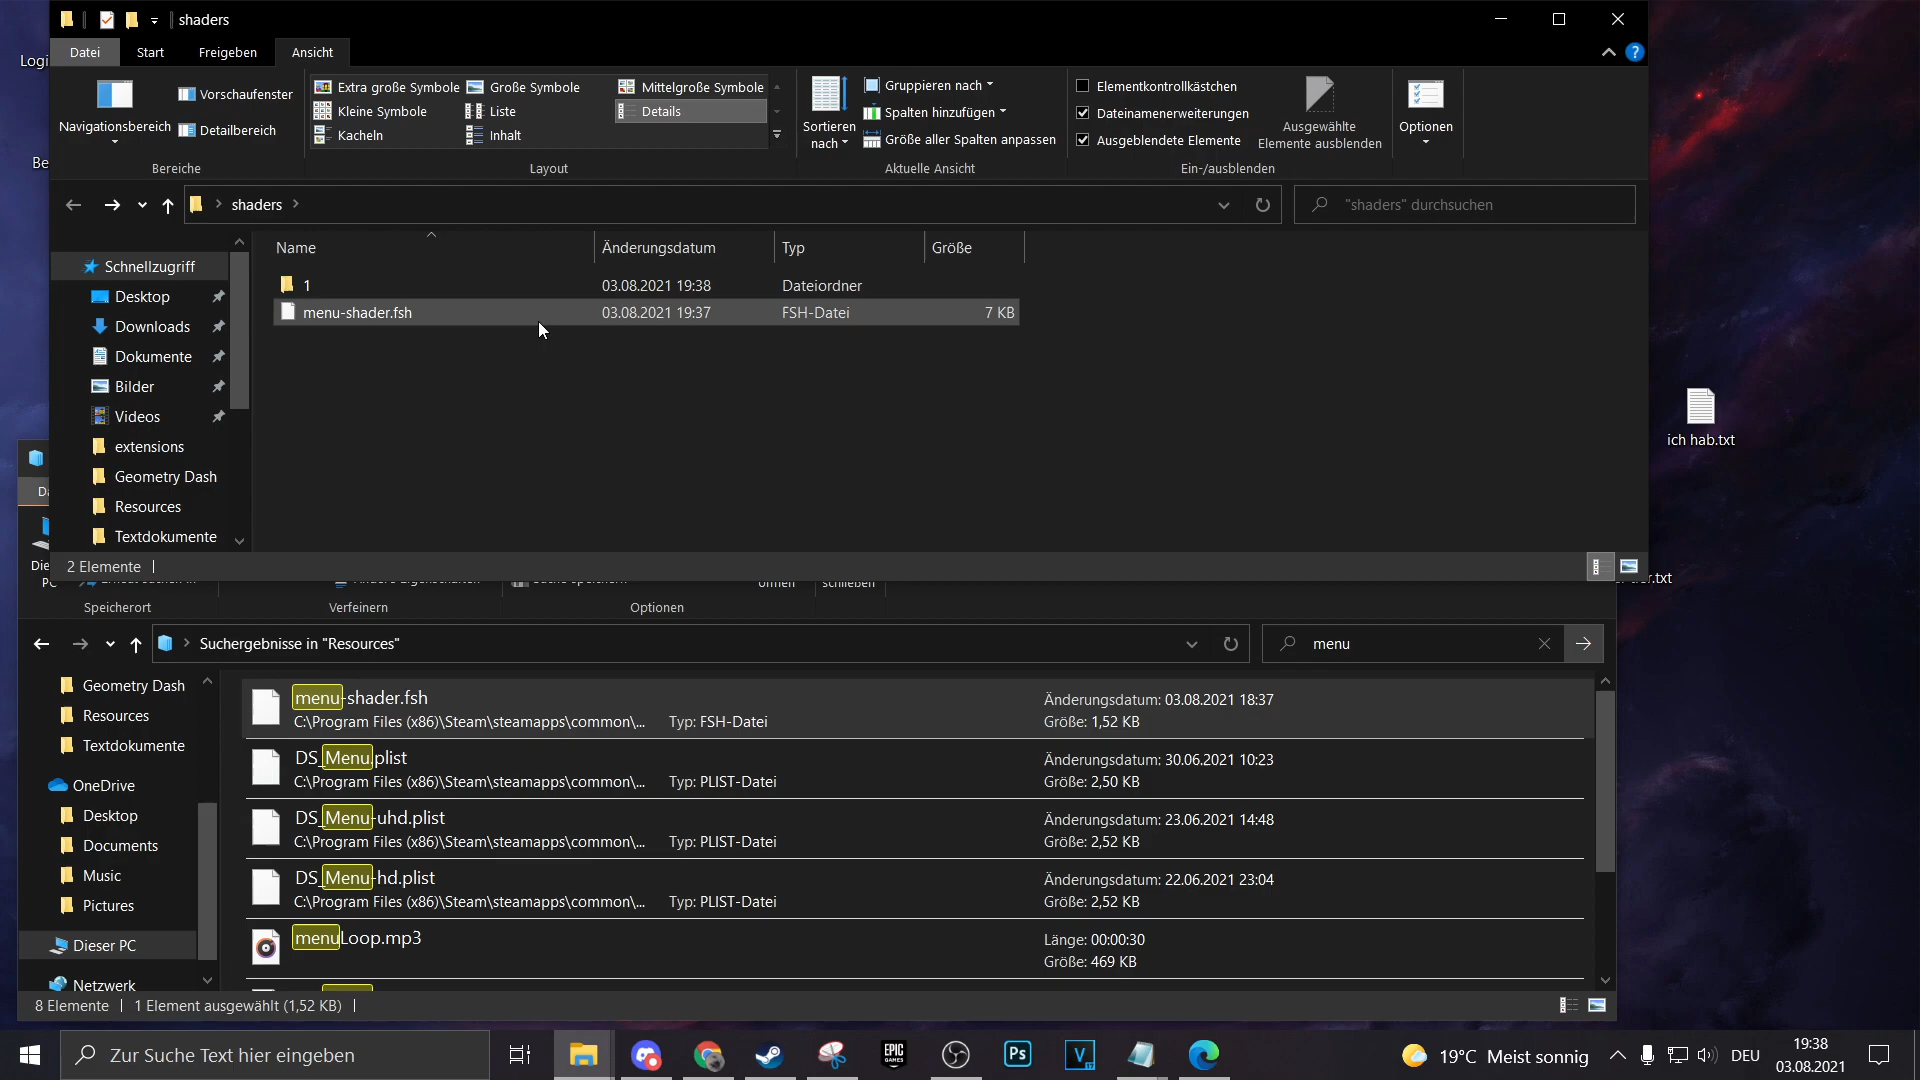 shaders
Datei Start Freigeben Ansicht
Extra große Symbole Große Symbole Mittelgroße Symbole
Kleine Symbole Liste Details
Kacheln Inhalt
Navigationsbereich Vorschaufenster
Detailbereich
Sortieren nach
Gruppieren nach
Spalten hinzufügen
Größe aller Spalten anpassen
Elementkontrollkästchen
Dateinamenerweiterungen
Ausgeblendete Elemente
Ausgewählte Elemente ausblenden
Optionen
Bereiche Layout Aktuelle Ansicht Ein-/ausblenden
shaders
"shaders" durchsuchen
Name Änderungsdatum Typ Größe
1 03.08.2021 19:38 Dateiordner
menu-shader.fsh 03.08.2021 19:37 FSH-Datei 7 KB
Schnellzugriff
Desktop
Downloads
Dokumente
Bilder
Videos
extensions
Geometry Dash
Resources
Textdokumente
2 Elemente
Logi
Be
Da
Die
PC
ich hab.txt
.txt
öffnen schließen
Speicherort Verfeinern Optionen
Suchergebnisse in "Resources"
menu
Geometry Dash
Resources
Textdokumente
OneDrive
Desktop
Documents
Music
Pictures
Dieser PC
Netzwerk
menu-shader.fsh Änderungsdatum: 03.08.2021 18:37
C:\Program Files (x86)\Steam\steamapps\common\... Typ: FSH-Datei Größe: 1,52 KB
DS_Menu.plist Änderungsdatum: 30.06.2021 10:23
C:\Program Files (x86)\Steam\steamapps\common\... Typ: PLIST-Datei Größe: 2,50 KB
DS_Menu-uhd.plist Änderungsdatum: 23.06.2021 14:48
C:\Program Files (x86)\Steam\steamapps\common\... Typ: PLIST-Datei Größe: 2,52 KB
DS_Menu-hd.plist Änderungsdatum: 22.06.2021 23:04
C:\Program Files (x86)\Steam\steamapps\common\... Typ: PLIST-Datei Größe: 2,52 KB
menuLoop.mp3 Länge: 00:00:30
Größe: 469 KB
8 Elemente 1 Element ausgewählt (1,52 KB)
Zur Suche Text hier eingeben
EPIC GAMES
Ps
V
19°C Meist sonnig
DEU
19:38
03.08.2021